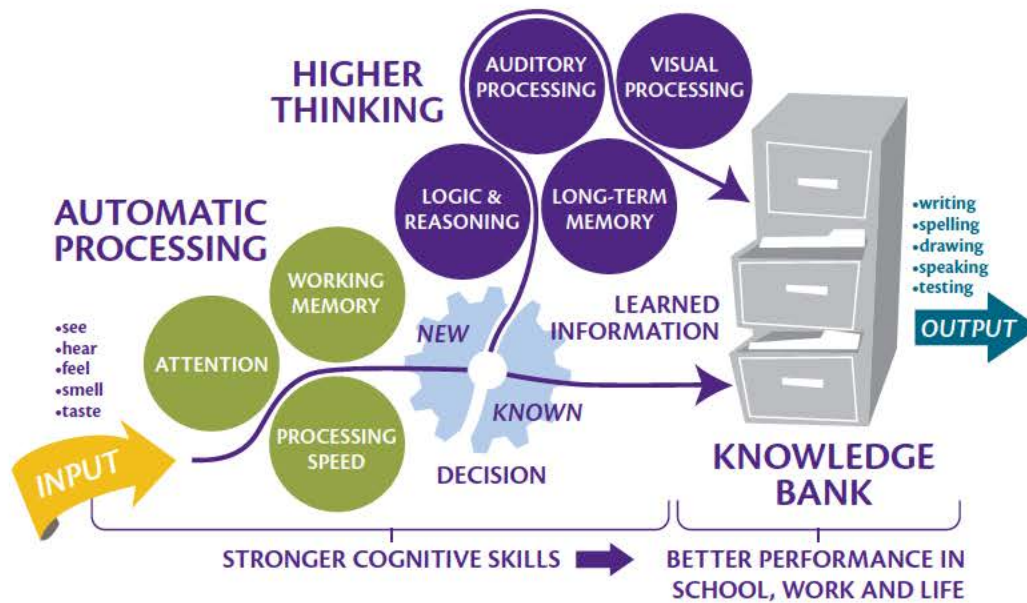 HIGHER
THINKING
AUDITORY
PROCESSING
VISUAL
PROCESSING
LOGIC &
REASONING
LONG-TERM
MEMORY
AUTOMATIC
PROCESSING
WORKING
MEMORY
ATTENTION
PROCESSING
SPEED
•see
•hear
•feel
•smell
•taste
INPUT
NEW
KNOWN
DECISION
LEARNED
INFORMATION
•writing
•spelling
•drawing
•speaking
•testing
OUTPUT
KNOWLEDGE
BANK
STRONGER COGNITIVE SKILLS
BETTER PERFORMANCE IN
SCHOOL, WORK AND LIFE